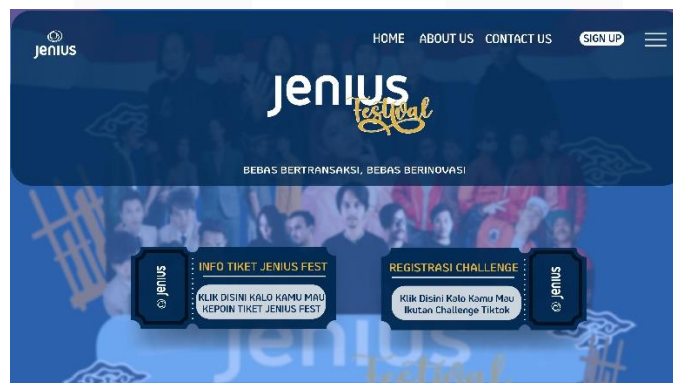 Jenius
HOME ABOUT US CONTACT US SIGN UP
Jenius
Festival
BEBAS BERTRANSAKSI, BEBAS BERINOVASI
Jenius
INFO TIKET JENIUS FEST
KLIK DISINI KALO KAMU MAU
KEPOIN TIKET JENIUS FEST
REGISTRASI CHALLENGE
Klik Disini Kalo Kamu Mau
Ikutan Challenge Tiktok
Jenius
Jenius
Festival